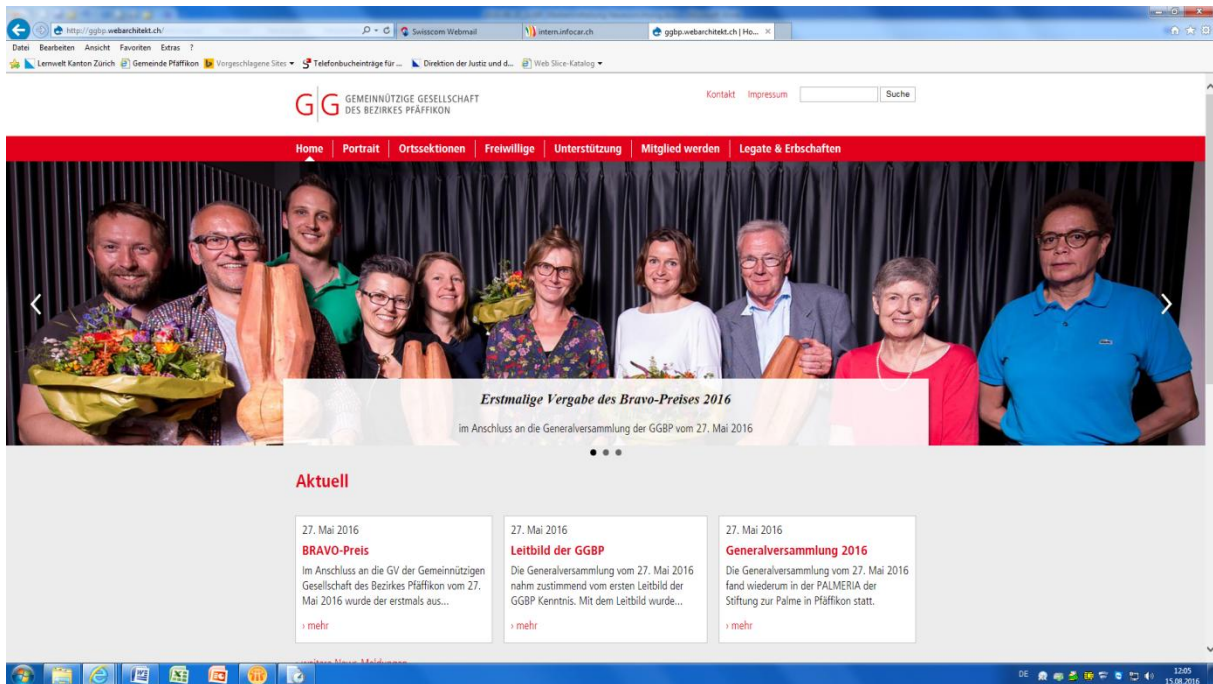 http://ggbp.webarchitekt.ch/
Swisscom Webmail
intern.infocar.ch
ggbp.webarchitekt.ch | Ho...
Datei Bearbeiten Ansicht Favoriten Extras ?
Lernwelt Kanton Zürich Gemeinde Pfäffikon Vorgeschlagene Sites Telefonbucheinträge für ... Direktion der Justiz und d... Web Slice-Katalog
GG GEMEINNÜTZIGE GESELLSCHAFT
DES BEZIRKES PFÄFFIKON
Kontakt Impressum Suche
Home Portrait Ortssektionen Freiwillige Unterstützung Mitglied werden Legate & Erbschaften
Erstmalige Vergabe des Bravo-Preises 2016
im Anschluss an die Generalversammlung der GGBP vom 27. Mai 2016
Aktuell
27. Mai 2016
BRAVO-Preis
Im Anschluss an die GV der Gemeinnützigen
Gesellschaft des Bezirkes Pfäffikon vom 27.
Mai 2016 wurde der erstmals aus...
› mehr
27. Mai 2016
Leitbild der GGBP
Die Generalversammlung vom 27. Mai 2016
nahm zustimmend vom ersten Leitbild der
GGBP Kenntnis. Mit dem Leitbild wurde...
› mehr
27. Mai 2016
Generalversammlung 2016
Die Generalversammlung vom 27. Mai 2016
fand wiederum in der PALMERIA der
Stiftung zur Palme in Pfäffikon statt.
› mehr
› weitere News-Meldungen
DE
12:05
15.08.2016